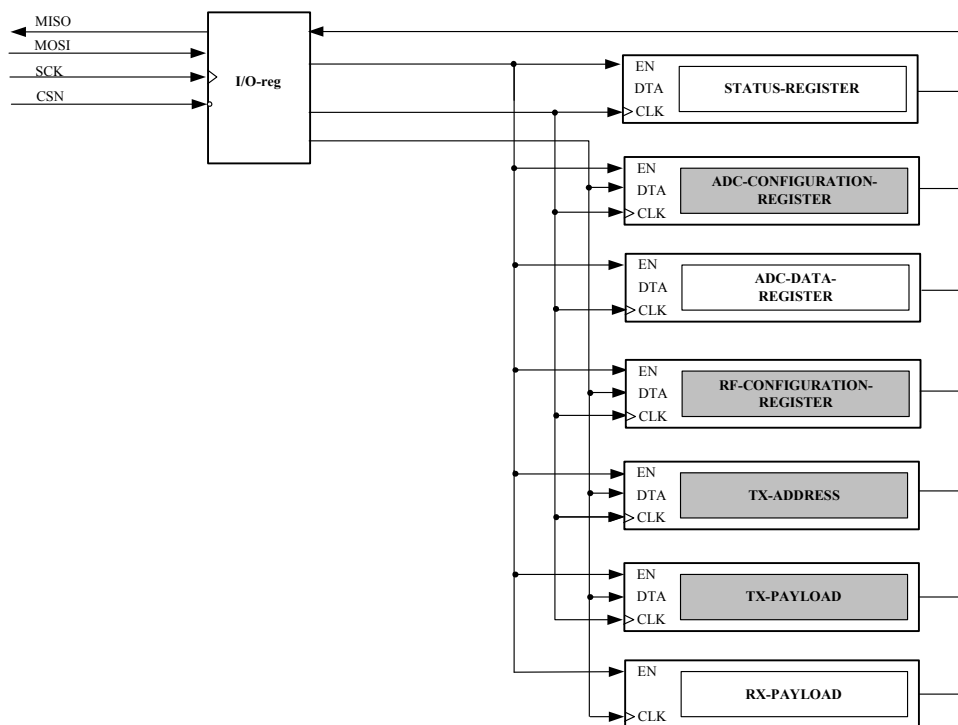 MISO
MOSI
SCK
CSN
I/O-reg
EN
DTA
CLK
STATUS-REGISTER
EN
DTA
CLK
ADC-CONFIGURATION-
REGISTER
EN
DTA
CLK
ADC-DATA-
REGISTER
EN
DTA
CLK
RF-CONFIGURATION-
REGISTER
EN
DTA
CLK
TX-ADDRESS
EN
DTA
CLK
TX-PAYLOAD
EN
CLK
RX-PAYLOAD